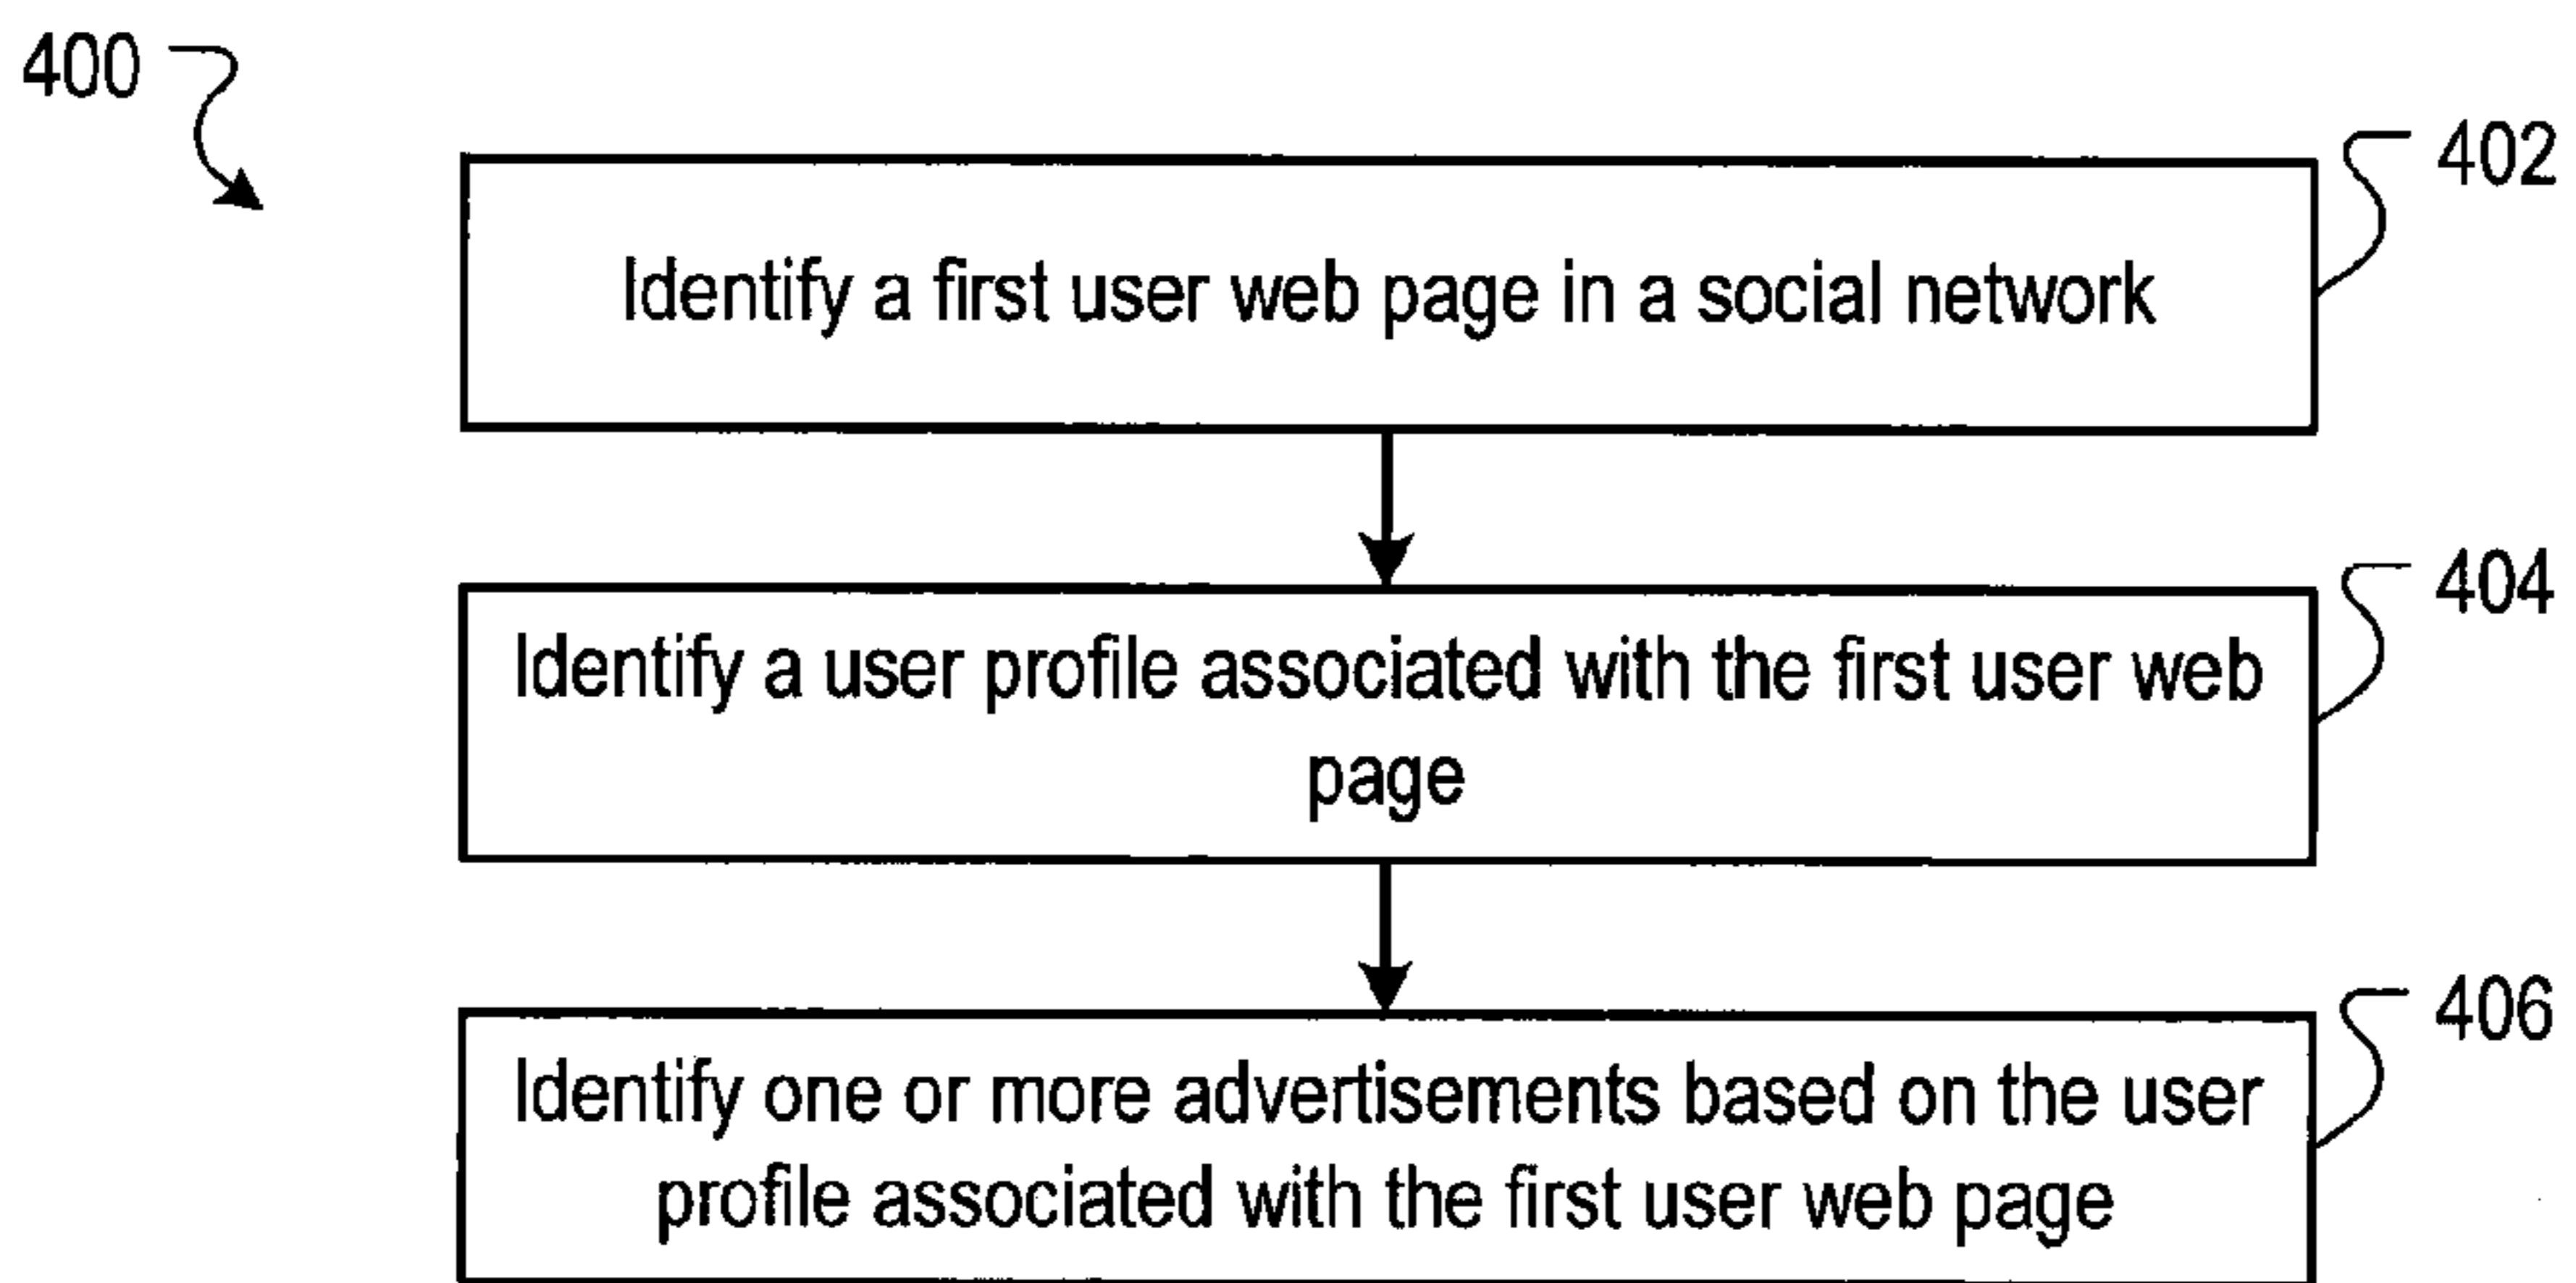 400
402
Identify a first user web page in a social network
404
Identify a user profile associated with the first user web
page
406
Identify one or more advertisements based on the user
profile associated with the first user web page